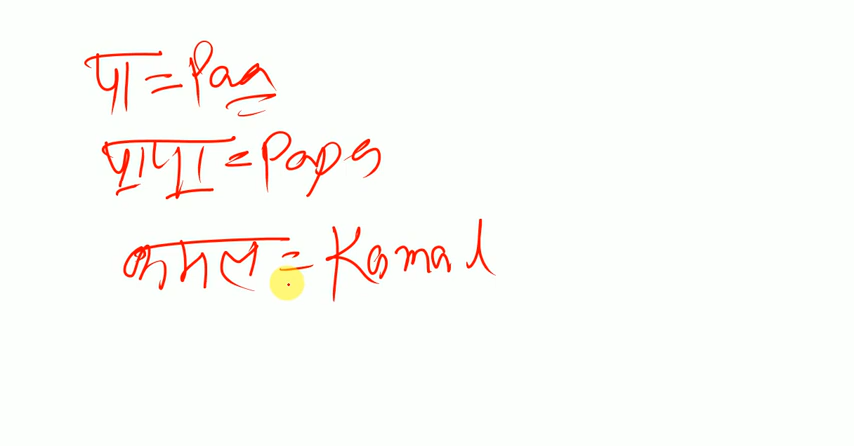 पा = Paa
पापा = Papa
कमल = Kamal